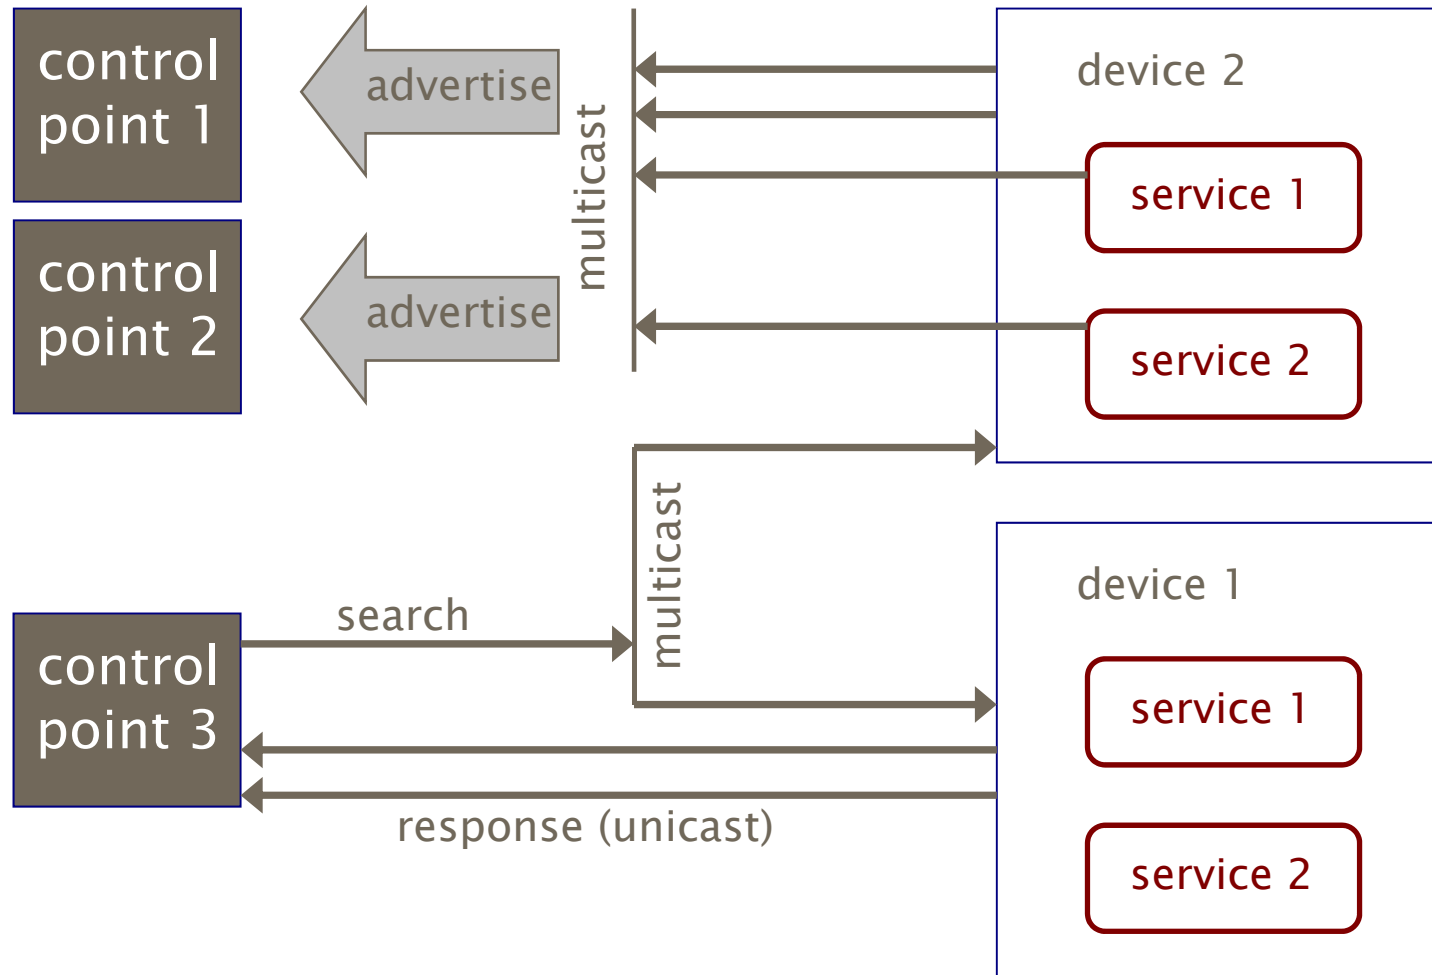 control
point 1
advertise
multicast
device 2
service 1
control
point 2
advertise
service 2
multicast
device 1
search
control
point 3
service 1
response (unicast)
service 2